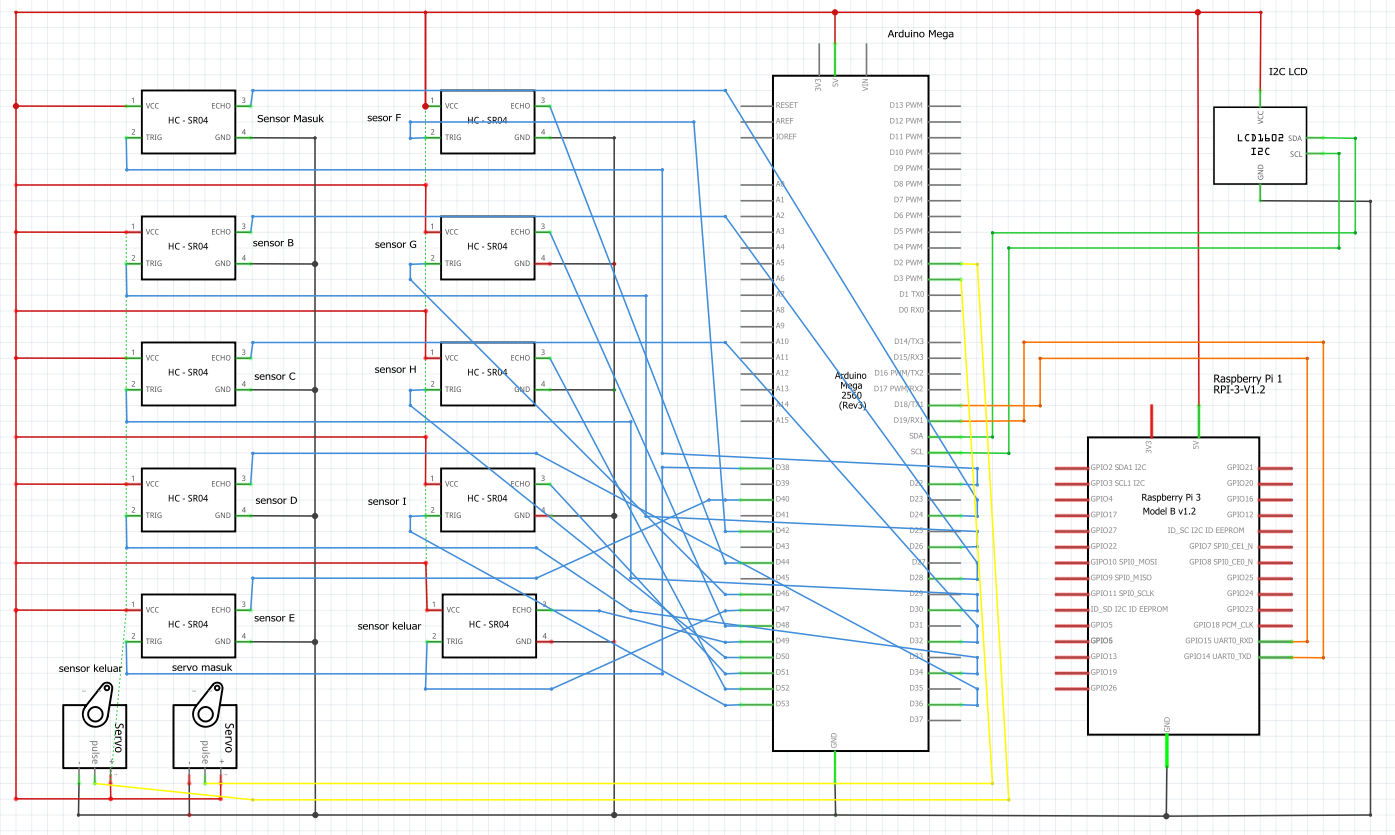 Arduino Mega
I2C LCD
3V3
5V
VIN
1 VCC ECHO 3
HC - SR04
2 TRIG GND 4
Sensor Masuk
sesor F
1 VCC ECHO 3
HC - SR04
2 TRIG GND 4
1 VCC ECHO 3
HC - SR04
2 TRIG GND 4
sensor B
sensor G
1 VCC ECHO 3
HC - SR04
2 TRIG GND 4
1 VCC ECHO 3
HC - SR04
2 TRIG GND 4
sensor C
sensor H
1 VCC ECHO 3
HC - SR04
2 TRIG GND 4
1 VCC ECHO 3
HC - SR04
2 TRIG GND 4
sensor D
sensor I
1 VCC ECHO 3
HC - SR04
2 TRIG GND 4
1 VCC ECHO 3
HC - SR04
2 TRIG GND 4
sensor E
sensor keluar
1 VCC ECHO 3
HC - SR04
2 TRIG GND 4
sensor keluar
servo masuk
Servo
- pulse +
Servo
- pulse +
RESET
AREF
IOREF
A0
A1
A2
A3
A4
A5
A6
A7
A8
A9
A10
A11
A12
A13
A14
A15
D38
D39
D40
D41
D42
D43
D44
D45
D46
D47
D48
D49
D50
D51
D52
D53
Arduino
Mega
2560
(Rev3)
D13 PWM
D12 PWM
D11 PWM
D10 PWM
D9 PWM
D8 PWM
D7 PWM
D6 PWM
D5 PWM
D4 PWM
D2 PWM
D3 PWM
D1 TX0
D0 RX0
D14/TX3
D15/RX3
D16 PWM/TX2
D17 PWM/RX2
D18/TX1
D19/RX1
SDA
SCL
D22
D23
D24
D25
D26
D27
D28
D29
D30
D31
D32
D33
D34
D35
D36
D37
GND
VCC
LCD1602
I2C
SDA
SCL
GND
Raspberry Pi 1
RPI-3-V1.2
3V3
5V
Raspberry Pi 3
Model B v1.2
GPIO2 SDA1 I2C
GPIO3 SCL1 I2C
GPIO4
GPIO17
GPIO27
GPIO22
GPIO10 SPI0_MOSI
GPIO9 SPI0_MISO
GPIO11 SPI0_SCLK
ID_SD I2C ID EEPROM
GPIO5
GPIO6
GPIO13
GPIO19
GPIO26
GPIO21
GPIO20
GPIO16
GPIO12
ID_SC I2C ID EEPROM
GPIO7 SPI0_CE1_N
GPIO8 SPI0_CE0_N
GPIO25
GPIO24
GPIO23
GPIO18 PCM_CLK
GPIO15 UART0_RXD
GPIO14 UART0_TXD
GND